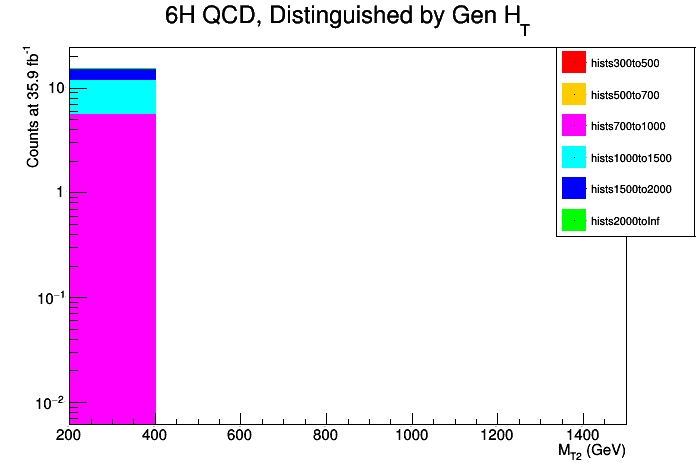 6H QCD, Distinguished by Gen H_T
Counts at 35.9 fb⁻¹
10
1
10⁻¹
10⁻²
200 400 600 800 1000 1200 1400
M_T2 (GeV)
hists300to500
hists500to700
hists700to1000
hists1000to1500
hists1500to2000
hists2000toInf